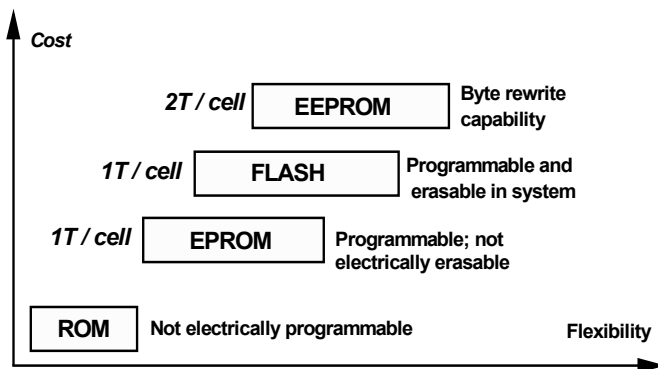 Cost
2T / cell EEPROM Byte rewrite
capability
1T / cell FLASH Programmable and
erasable in system
1T / cell EPROM Programmable; not
electrically erasable
ROM Not electrically programmable Flexibility